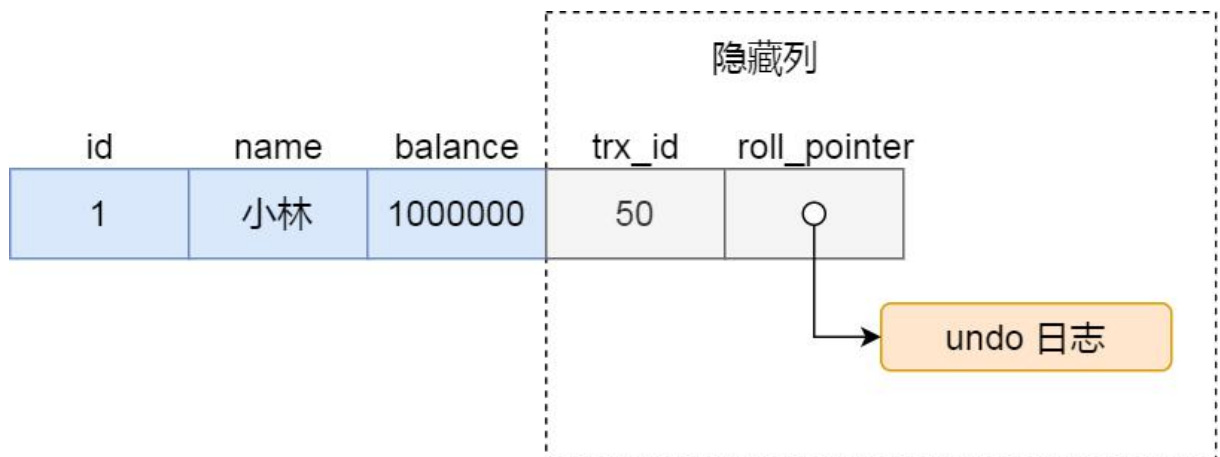 隐藏列
id name balance trx_id roll_pointer
1 小林 1000000 50
undo 日志